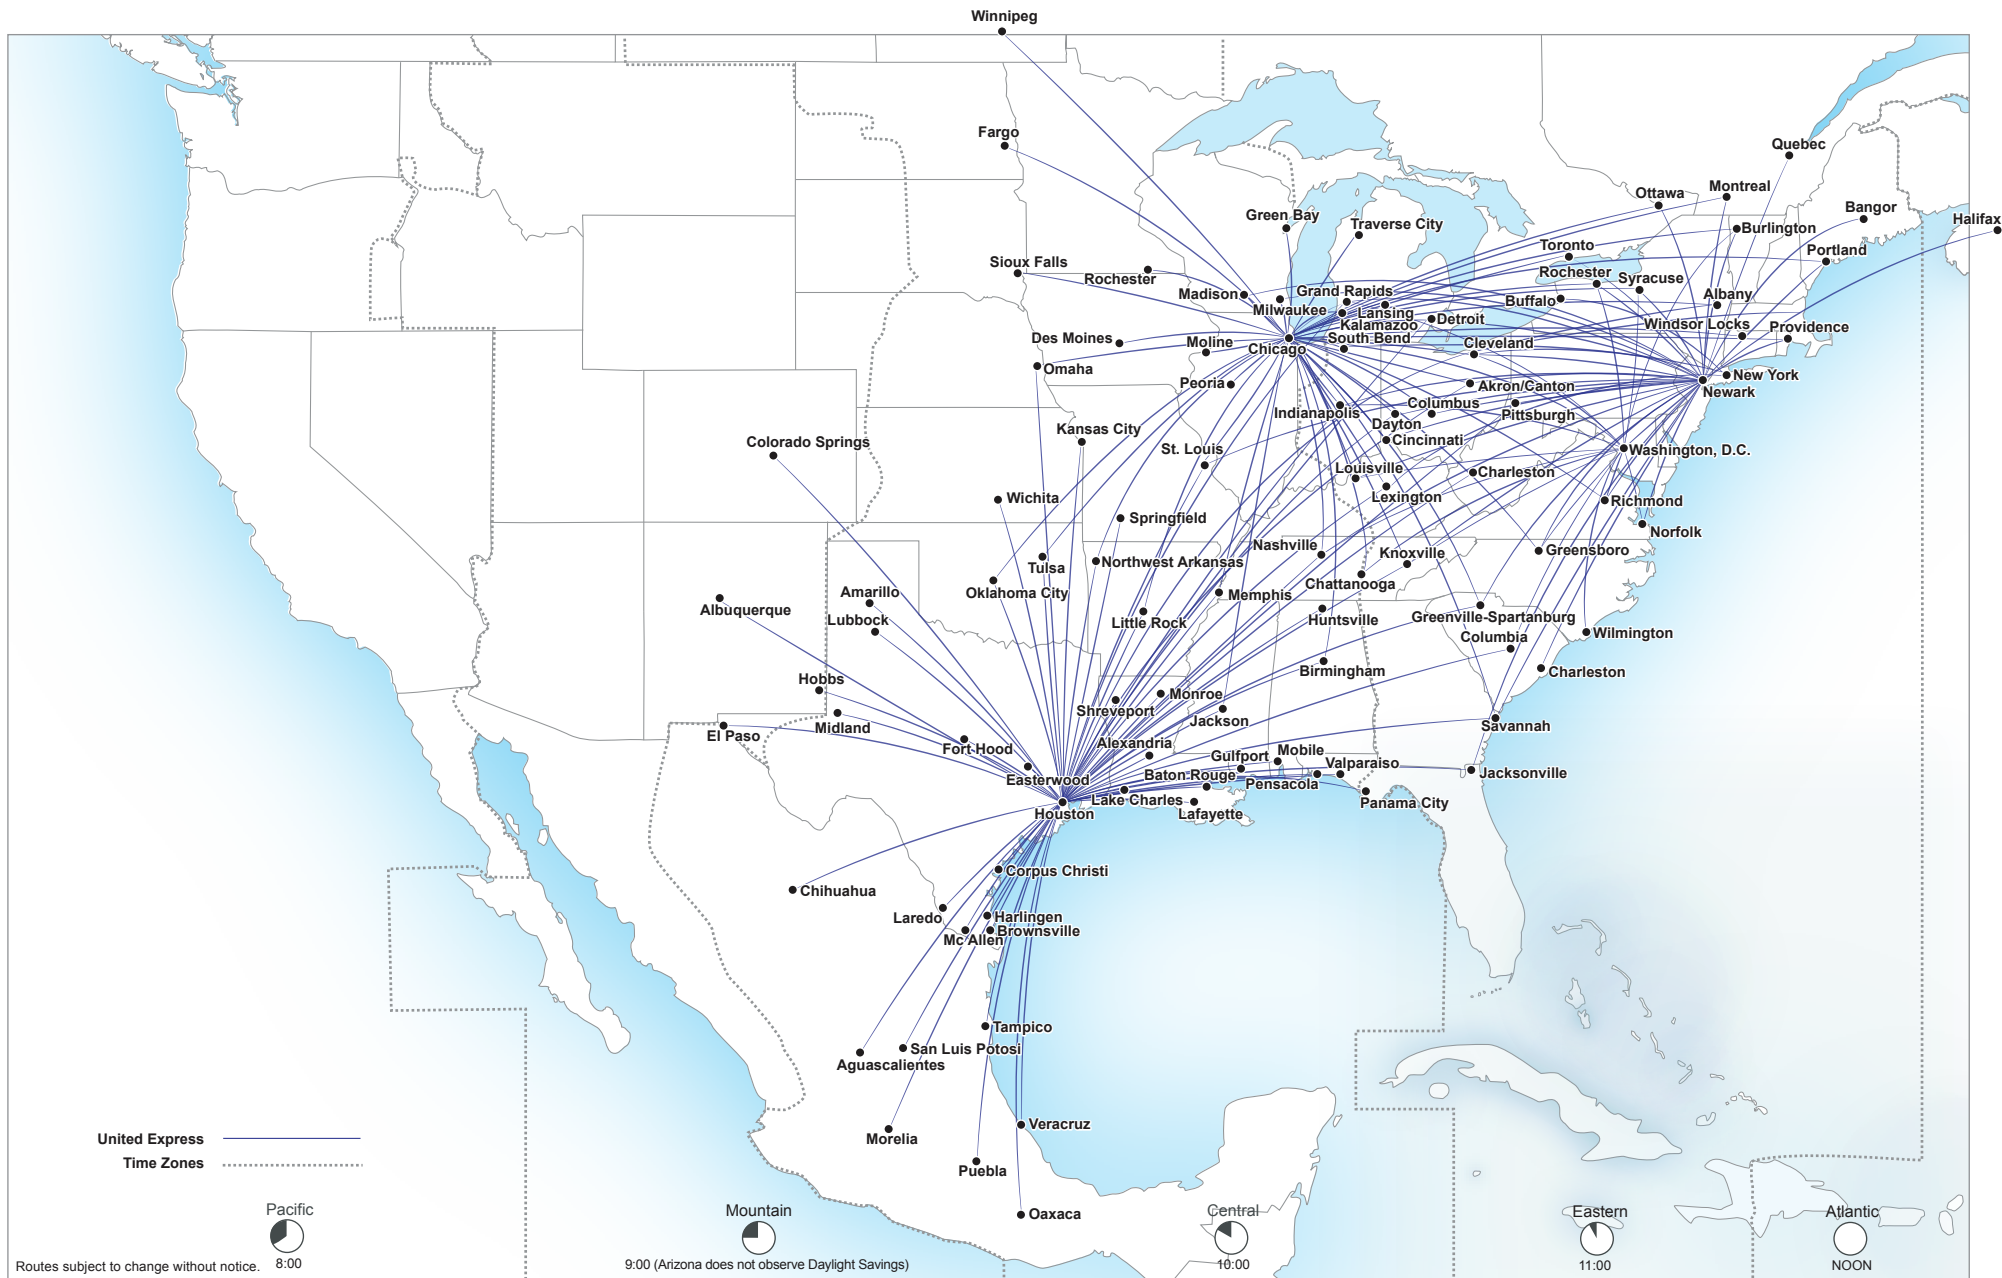 Winnipeg
Fargo
Quebec
Ottawa
Montreal
Green Bay
Traverse City
Bangor
Halifax
Burlington
Toronto
Portland
Sioux Falls
Rochester
Rochester
Syracuse
Madison
Grand Rapids
Buffalo
Albany
Milwaukee
Lansing
Detroit
Kalamazoo
Windsor Locks
Providence
Des Moines
Moline
Chicago
South Bend
Cleveland
Omaha
Peoria
Akron/Canton
New York
Newark
Indianapolis
Columbus
Pittsburgh
Dayton
Kansas City
Colorado Springs
St. Louis
Cincinnati
Washington, D.C.
Louisville
Charleston
Wichita
Lexington
Richmond
Springfield
Norfolk
Nashville
Knoxville
Greensboro
Tulsa
Northwest Arkansas
Chattanooga
Oklahoma City
Amarillo
Albuquerque
Memphis
Lubbock
Little Rock
Huntsville
Greenville-Spartanburg
Columbia
Wilmington
Birmingham
Charleston
Hobbs
Monroe
Shreveport
Jackson
Midland
El Paso
Savannah
Fort Hood
Alexandria
Gulfport
Mobile
Valparaiso
Jacksonville
Easterwood
Baton Rouge
Pensacola
Lake Charles
Panama City
Houston
Lafayette
Corpus Christi
Chihuahua
Laredo
Harlingen
Mc Allen
Brownsville
Tampico
San Luis Potosi
Aguascalientes
Veracruz
Morelia
Puebla
Oaxaca
United Express
Time Zones
Pacific
Mountain
Central
Eastern
Atlantic
8:00
9:00 (Arizona does not observe Daylight Savings)
10:00
11:00
NOON
Routes subject to change without notice.